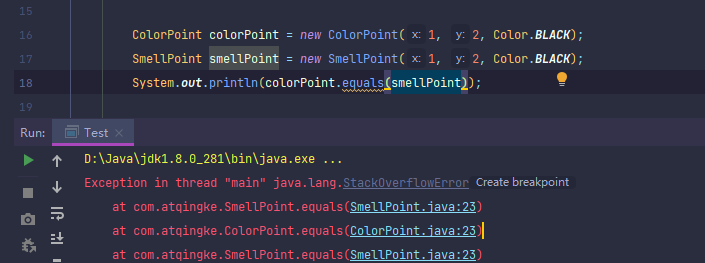 15
16 ColorPoint colorPoint = new ColorPoint( x: 1, y: 2, Color.BLACK);
17 SmellPoint smellPoint = new SmellPoint( x: 1, y: 2, Color.BLACK);
18 System.out.println(colorPoint.equals(smellPoint));
19
Run: Test ×
D:\Java\jdk1.8.0_281\bin\java.exe ...
Exception in thread "main" java.lang.StackOverflowError Create breakpoint
at com.atqingke.SmellPoint.equals(SmellPoint.java:23)
at com.atqingke.ColorPoint.equals(ColorPoint.java:23)
at com.atqingke.SmellPoint.equals(SmellPoint.java:23)